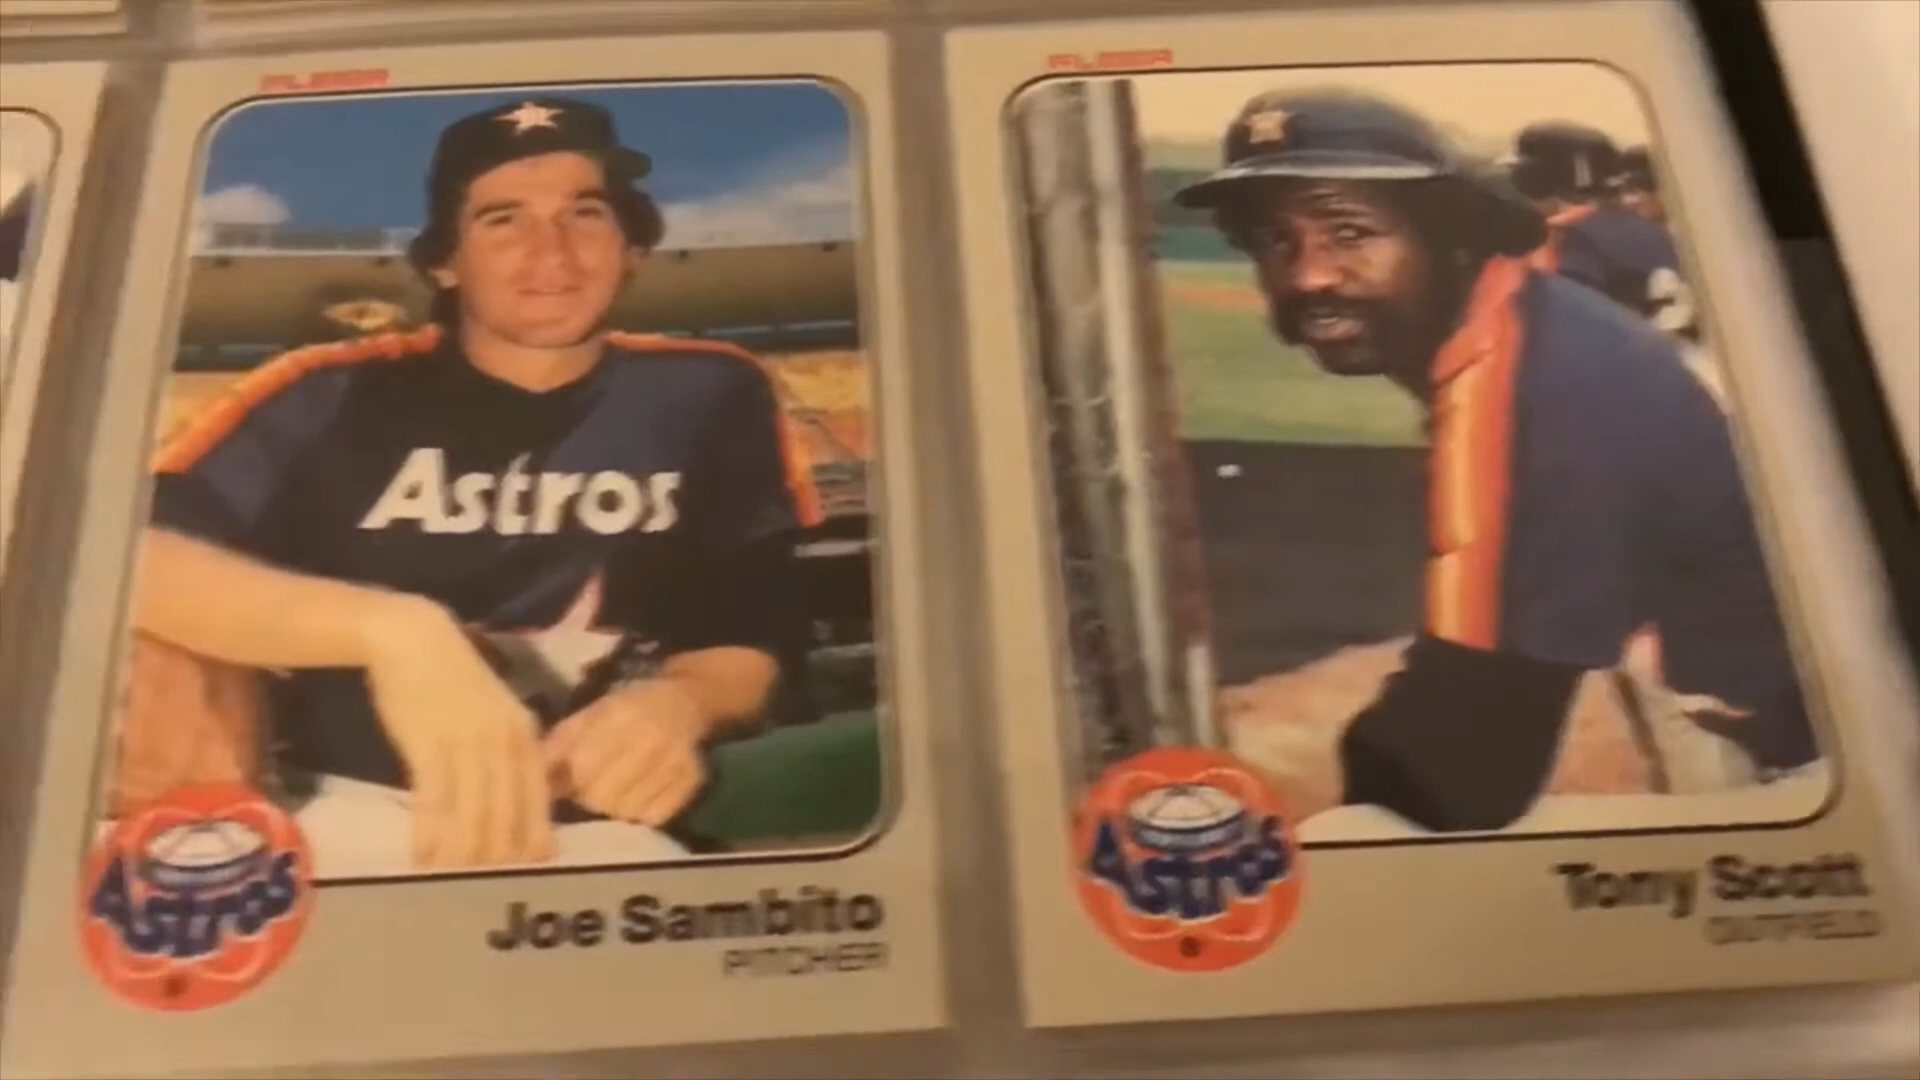 FLEER
Astros
Astros
Joe Sambito
PITCHER
FLEER
Astros
Tony Scott
OUTFIELD